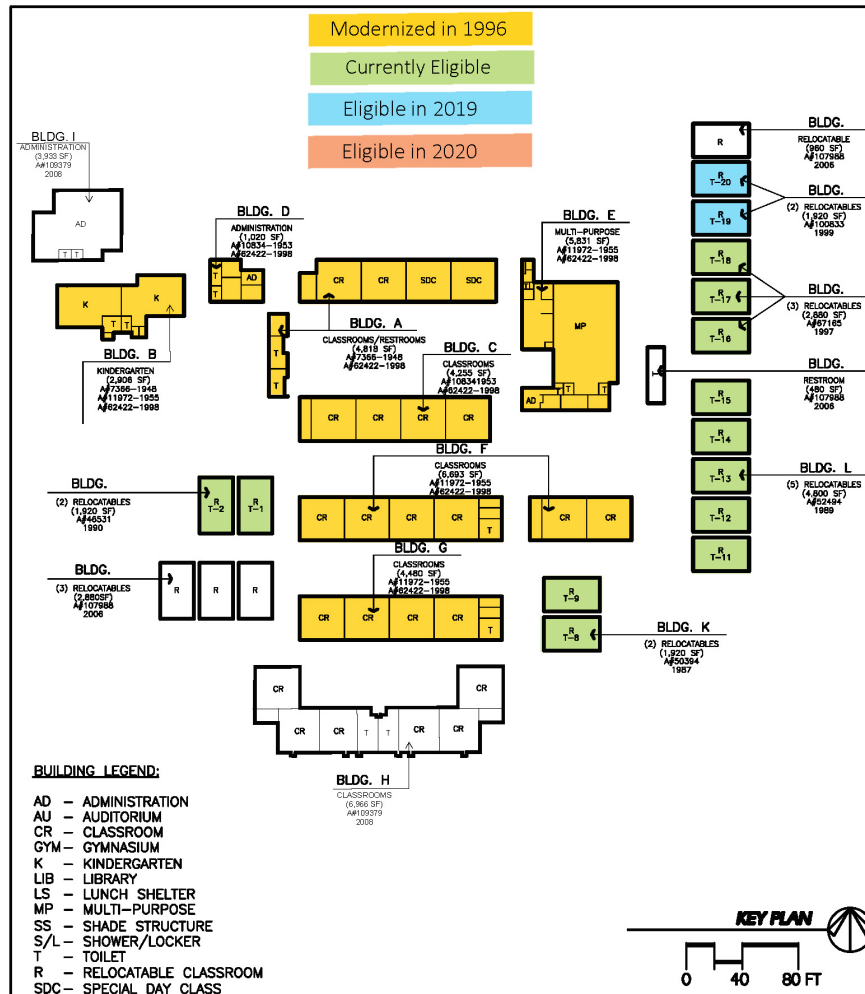 Modernized in 1996
Currently Eligible
Eligible in 2019
Eligible in 2020
BLDG. I
ADMINISTRATION
(3,933 SF)
A#109379
2008
AD
T T
BLDG. D
ADMINISTRATION
(1,020 SF)
A#10834-1953
A#62422-1998
T
AD
T
BLDG. E
MULTI-PURPOSE
(5,831 SF)
A#11972-1955
A#62422-1998
MP
AD
T T
CR CR SDC SDC
K K
T T
T
BLDG. B
KINDERGARTEN
(2,906 SF)
A#7366-1948
A#11972-1955
A#62422-1998
BLDG. A
CLASSROOMS/RESTROOMS
(4,818 SF)
A#7366-1948
A#62422-1998
T
T
BLDG. C
CLASSROOMS
(4,255 SF)
A#108341953
A#62422-1998
CR CR CR CR
BLDG.
RELOCATABLE
(960 SF)
A#107988
2006
R
R
T-20
R
T-19
BLDG.
(2) RELOCATABLES
(1,920 SF)
A#100833
1999
R
T-18
R
T-17
R
T-16
BLDG.
(3) RELOCATABLES
(2,880 SF)
A#67165
1997
T
BLDG.
RESTROOM
(480 SF)
A#107988
2006
R
T-15
R
T-14
R
T-13
R
T-12
R
T-11
BLDG. L
(5) RELOCATABLES
(4,800 SF)
A#52494
1989
BLDG. F
CLASSROOMS
(6,693 SF)
A#11972-1955
A#62422-1998
CR CR CR CR T
CR CR
BLDG.
(2) RELOCATABLES
(1,920 SF)
A#46531
1990
R
T-2
R
T-1
BLDG.
(3) RELOCATABLES
(2,880SF)
A#107988
2006
R R R
BLDG. G
CLASSROOMS
(4,480 SF)
A#11972-1955
A#62422-1998
CR CR CR CR T
R
T-9
R
T-8
BLDG. K
(2) RELOCATABLES
(1,920 SF)
A#50394
1987
CR CR
CR CR T T CR CR
BLDG. H
CLASSROOMS
(6,966 SF)
A#109379
2008
BUILDING LEGEND:
AD – ADMINISTRATION
AU – AUDITORIUM
CR – CLASSROOM
GYM – GYMNASIUM
K – KINDERGARTEN
LIB – LIBRARY
LS – LUNCH SHELTER
MP – MULTI-PURPOSE
SS – SHADE STRUCTURE
S/L – SHOWER/LOCKER
T – TOILET
R – RELOCATABLE CLASSROOM
SDC – SPECIAL DAY CLASS
KEY PLAN
0 40 80 FT